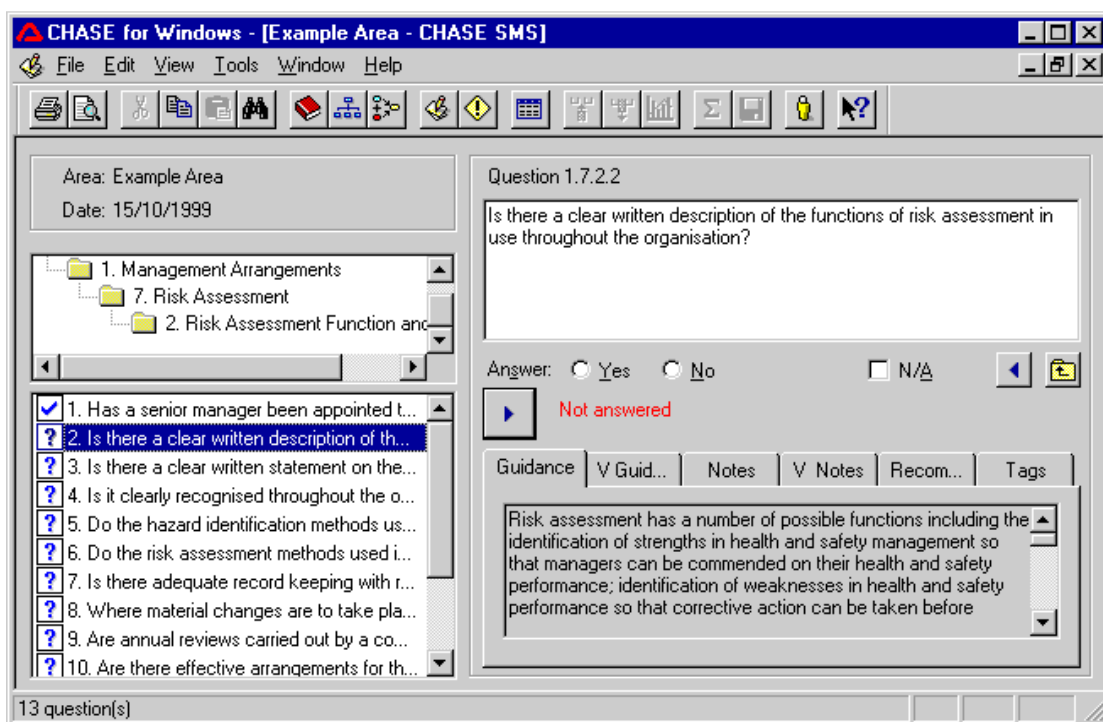 CHASE for Windows - [Example Area - CHASE SMS]
File Edit View Tools Window Help
Area: Example Area
Date: 15/10/1999
1. Management Arrangements
7. Risk Assessment
2. Risk Assessment Function and
1. Has a senior manager been appointed t...
2. Is there a clear written description of th...
3. Is there a clear written statement on the...
4. Is it clearly recognised throughout the o...
5. Do the hazard identification methods us...
6. Do the risk assessment methods used i...
7. Is there adequate record keeping with r...
8. Where material changes are to take pla...
9. Are annual reviews carried out by a co...
10. Are there effective arrangements for th...
Question 1.7.2.2
Is there a clear written description of the functions of risk assessment in
use throughout the organisation?
Answer: Yes No N/A
Not answered
Guidance V Guid... Notes V Notes Recom... Tags
Risk assessment has a number of possible functions including the
identification of strengths in health and safety management so
that managers can be commended on their health and safety
performance; identification of weaknesses in health and safety
performance so that corrective action can be taken before
13 question(s)